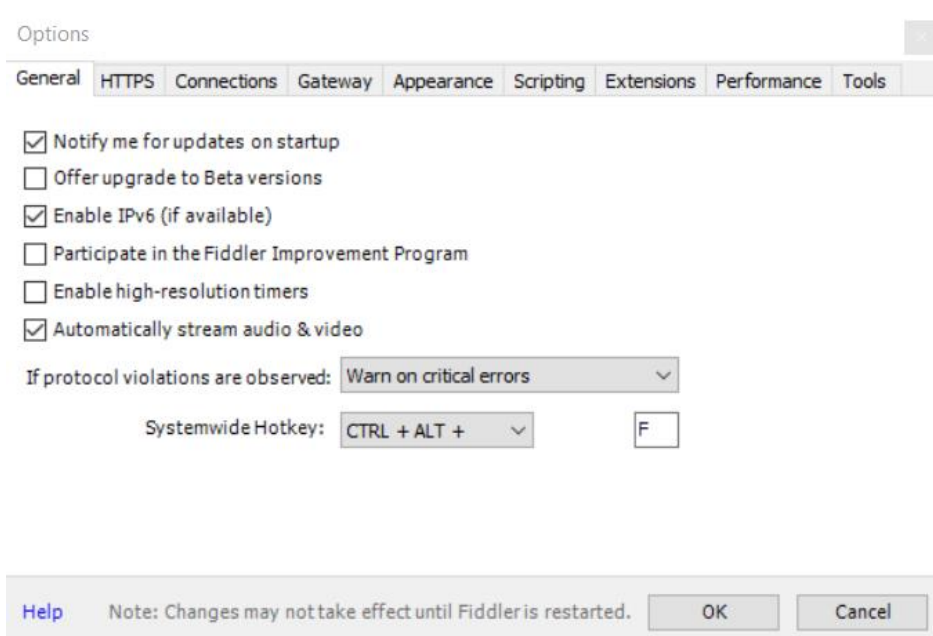 Options
General HTTPS Connections Gateway Appearance Scripting Extensions Performance Tools
Notify me for updates on startup
Offer upgrade to Beta versions
Enable IPv6 (if available)
Participate in the Fiddler Improvement Program
Enable high-resolution timers
Automatically stream audio & video
If protocol violations are observed: Warn on critical errors
Systemwide Hotkey: CTRL + ALT + F
Help Note: Changes may not take effect until Fiddler is restarted. OK Cancel